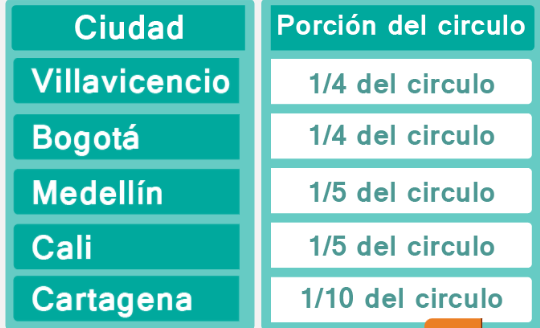 Ciudad Porción del circulo
Villavicencio 1/4 del circulo
Bogotá 1/4 del circulo
Medellín 1/5 del circulo
Cali 1/5 del circulo
Cartagena 1/10 del circulo